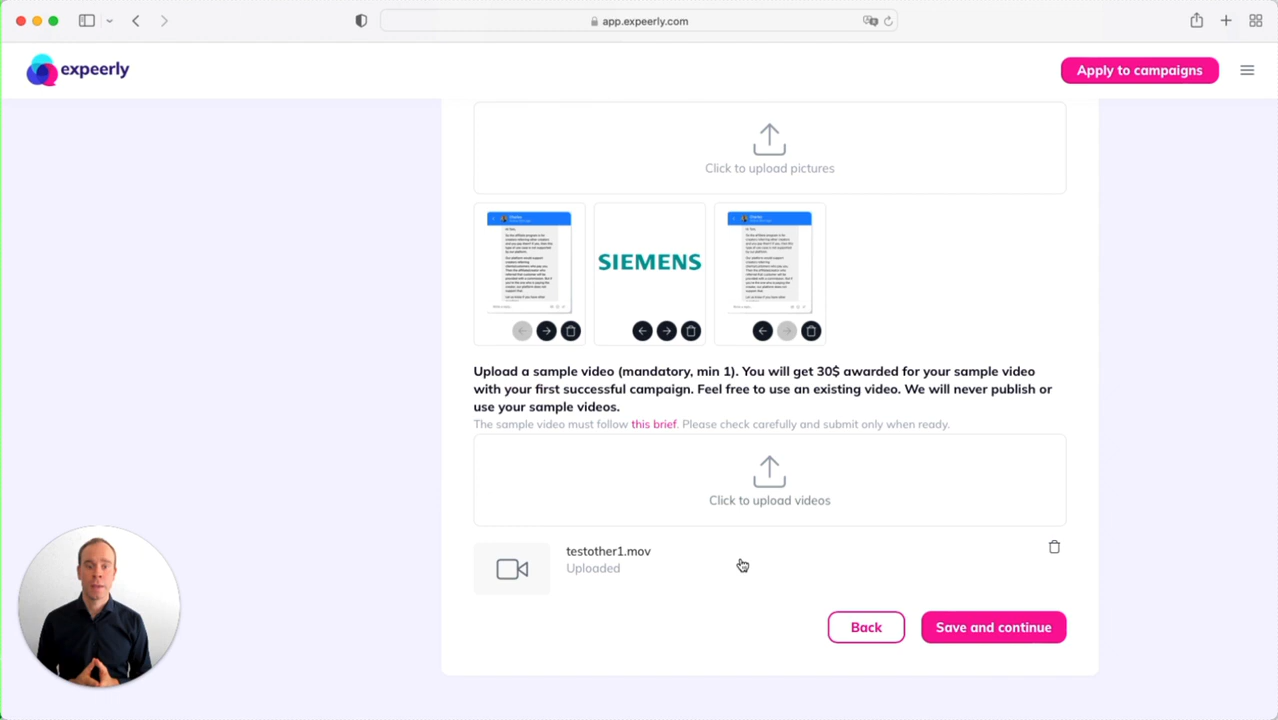 app.expeerly.com
expeerly
Apply to campaigns
Click to upload pictures
SIEMENS
Upload a sample video (mandatory, min 1). You will get 30$ awarded for your sample video
with your first successful campaign. Feel free to use an existing video. We will never publish or
use your sample videos.
The sample video must follow this brief. Please check carefully and submit only when ready.
Click to upload videos
testother1.mov
Uploaded
Back
Save and continue